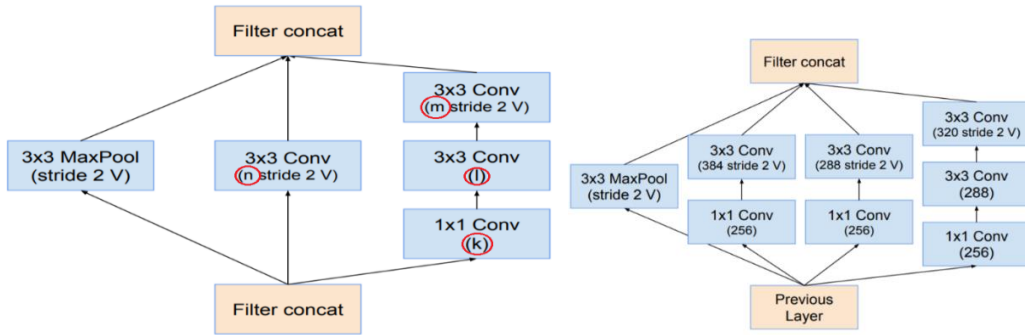 Filter concat
3x3 Conv
(m stride 2 V)
3x3 MaxPool
(stride 2 V)
3x3 Conv
(n stride 2 V)
3x3 Conv
(l)
1x1 Conv
(k)
Filter concat
Filter concat
3x3 Conv
(320 stride 2 V)
3x3 MaxPool
(stride 2 V)
3x3 Conv
(384 stride 2 V)
3x3 Conv
(288 stride 2 V)
3x3 Conv
(288)
1x1 Conv
(256)
1x1 Conv
(256)
1x1 Conv
(256)
Previous
Layer